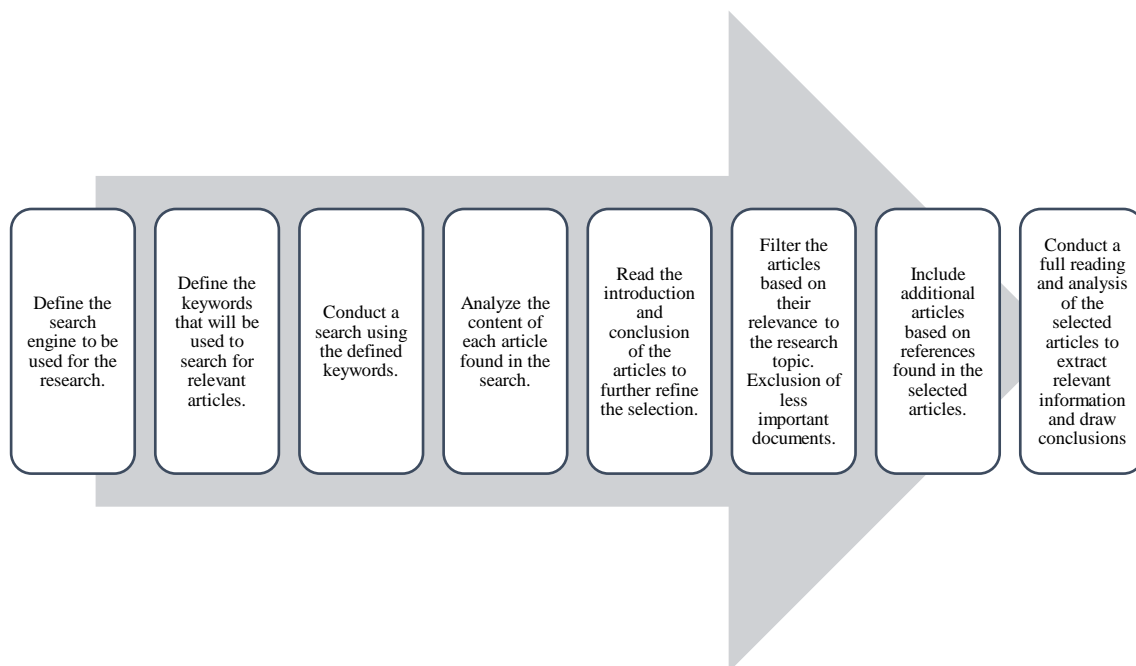 Define the
search
engine to be
used for the
research.
Define the
keywords
that will be
used to
search for
relevant
articles.
Conduct a
search using
the defined
keywords.
Analyze the
content of
each article
found in the
search.
Read the
introduction
and
conclusion
of the
articles to
further refine
the selection.
Filter the
articles
based on
their
relevance to
the research
topic.
Exclusion of
less
important
documents.
Include
additional
articles
based on
references
found in the
selected
articles.
Conduct a
full reading
and analysis
of the
selected
articles to
extract
relevant
information
and draw
conclusions